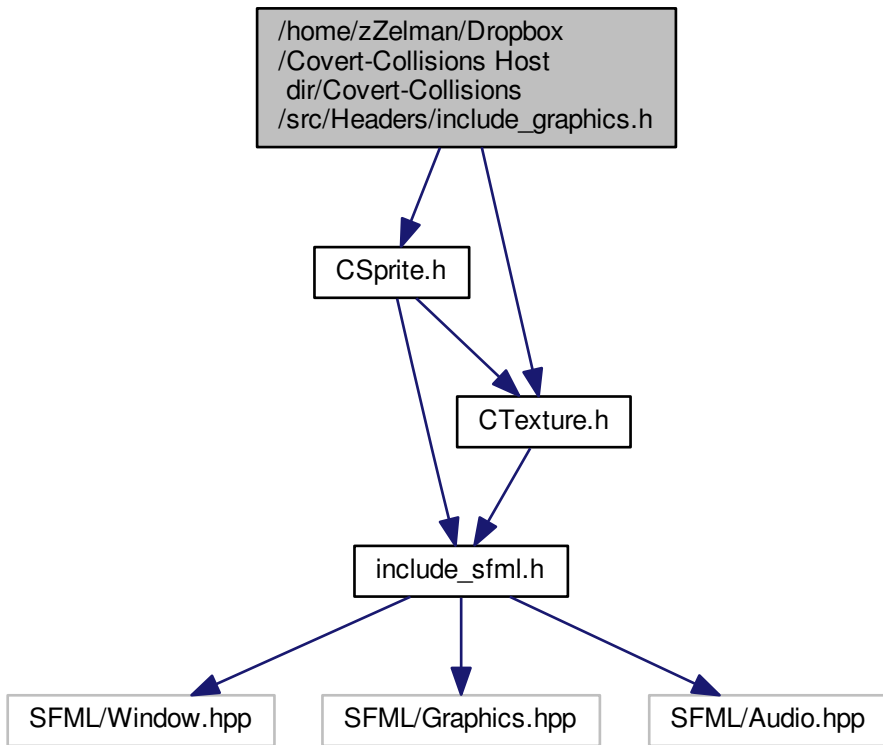 /home/zZelman/Dropbox
/Covert-Collisions Host
dir/Covert-Collisions
/src/Headers/include_graphics.h
CSprite.h
CTexture.h
include_sfml.h
SFML/Window.hpp
SFML/Graphics.hpp
SFML/Audio.hpp